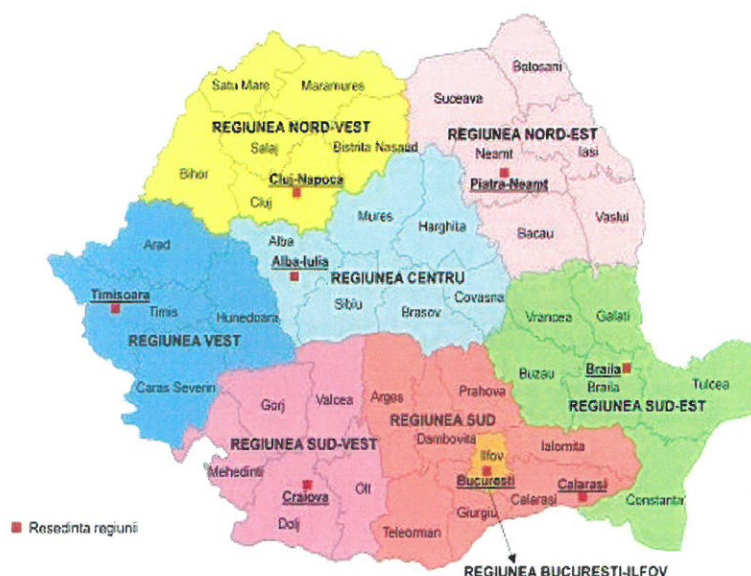 Botosani
Satu Mare
Maramures
Suceava
REGIUNEA NORD-VEST
REGIUNEA NORD-EST
Salaj
Bistrita Nasaud
Neamt
Iasi
Bihor
Cluj-Napoca
Piatra-Neamt
Cluj
Mures
Vaslui
Harghita
Arad
Alba
Bacau
Alba-Iulia
REGIUNEA CENTRU
Timisoara
Timis
Hunedoara
Sibiu
Brasov
Covasna
Vrancea
Galati
REGIUNEA VEST
Buzau
Braila
Braila
Tulcea
Caras Severin
Gorj
Valcea
Arges
Prahova
REGIUNEA SUD-EST
REGIUNEA SUD
REGIUNEA SUD-VEST
Dambovita
Ialomita
Ilfov
Mehedinti
Bucuresti
Calarasi
Craiova
Olt
Calarasi
Constanta
Giurgiu
Dolj
Teleorman
Resedinta regiunii
REGIUNEA BUCURESTI-ILFOV